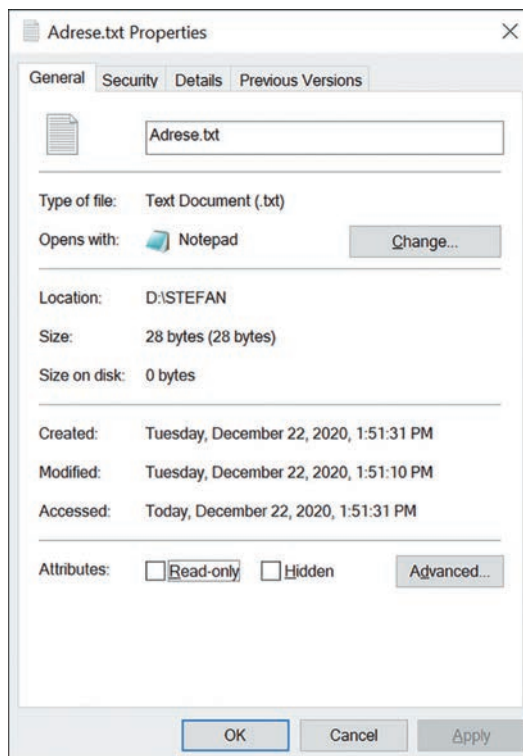 Adrese.txt Properties
General Security Details Previous Versions
Adrese.txt
Type of file: Text Document (.txt)
Opens with: Notepad Change...
Location: D:\STEFAN
Size: 28 bytes (28 bytes)
Size on disk: 0 bytes
Created: Tuesday, December 22, 2020, 1:51:31 PM
Modified: Tuesday, December 22, 2020, 1:51:10 PM
Accessed: Today, December 22, 2020, 1:51:31 PM
Attributes: Read-only Hidden Advanced...
OK Cancel Apply